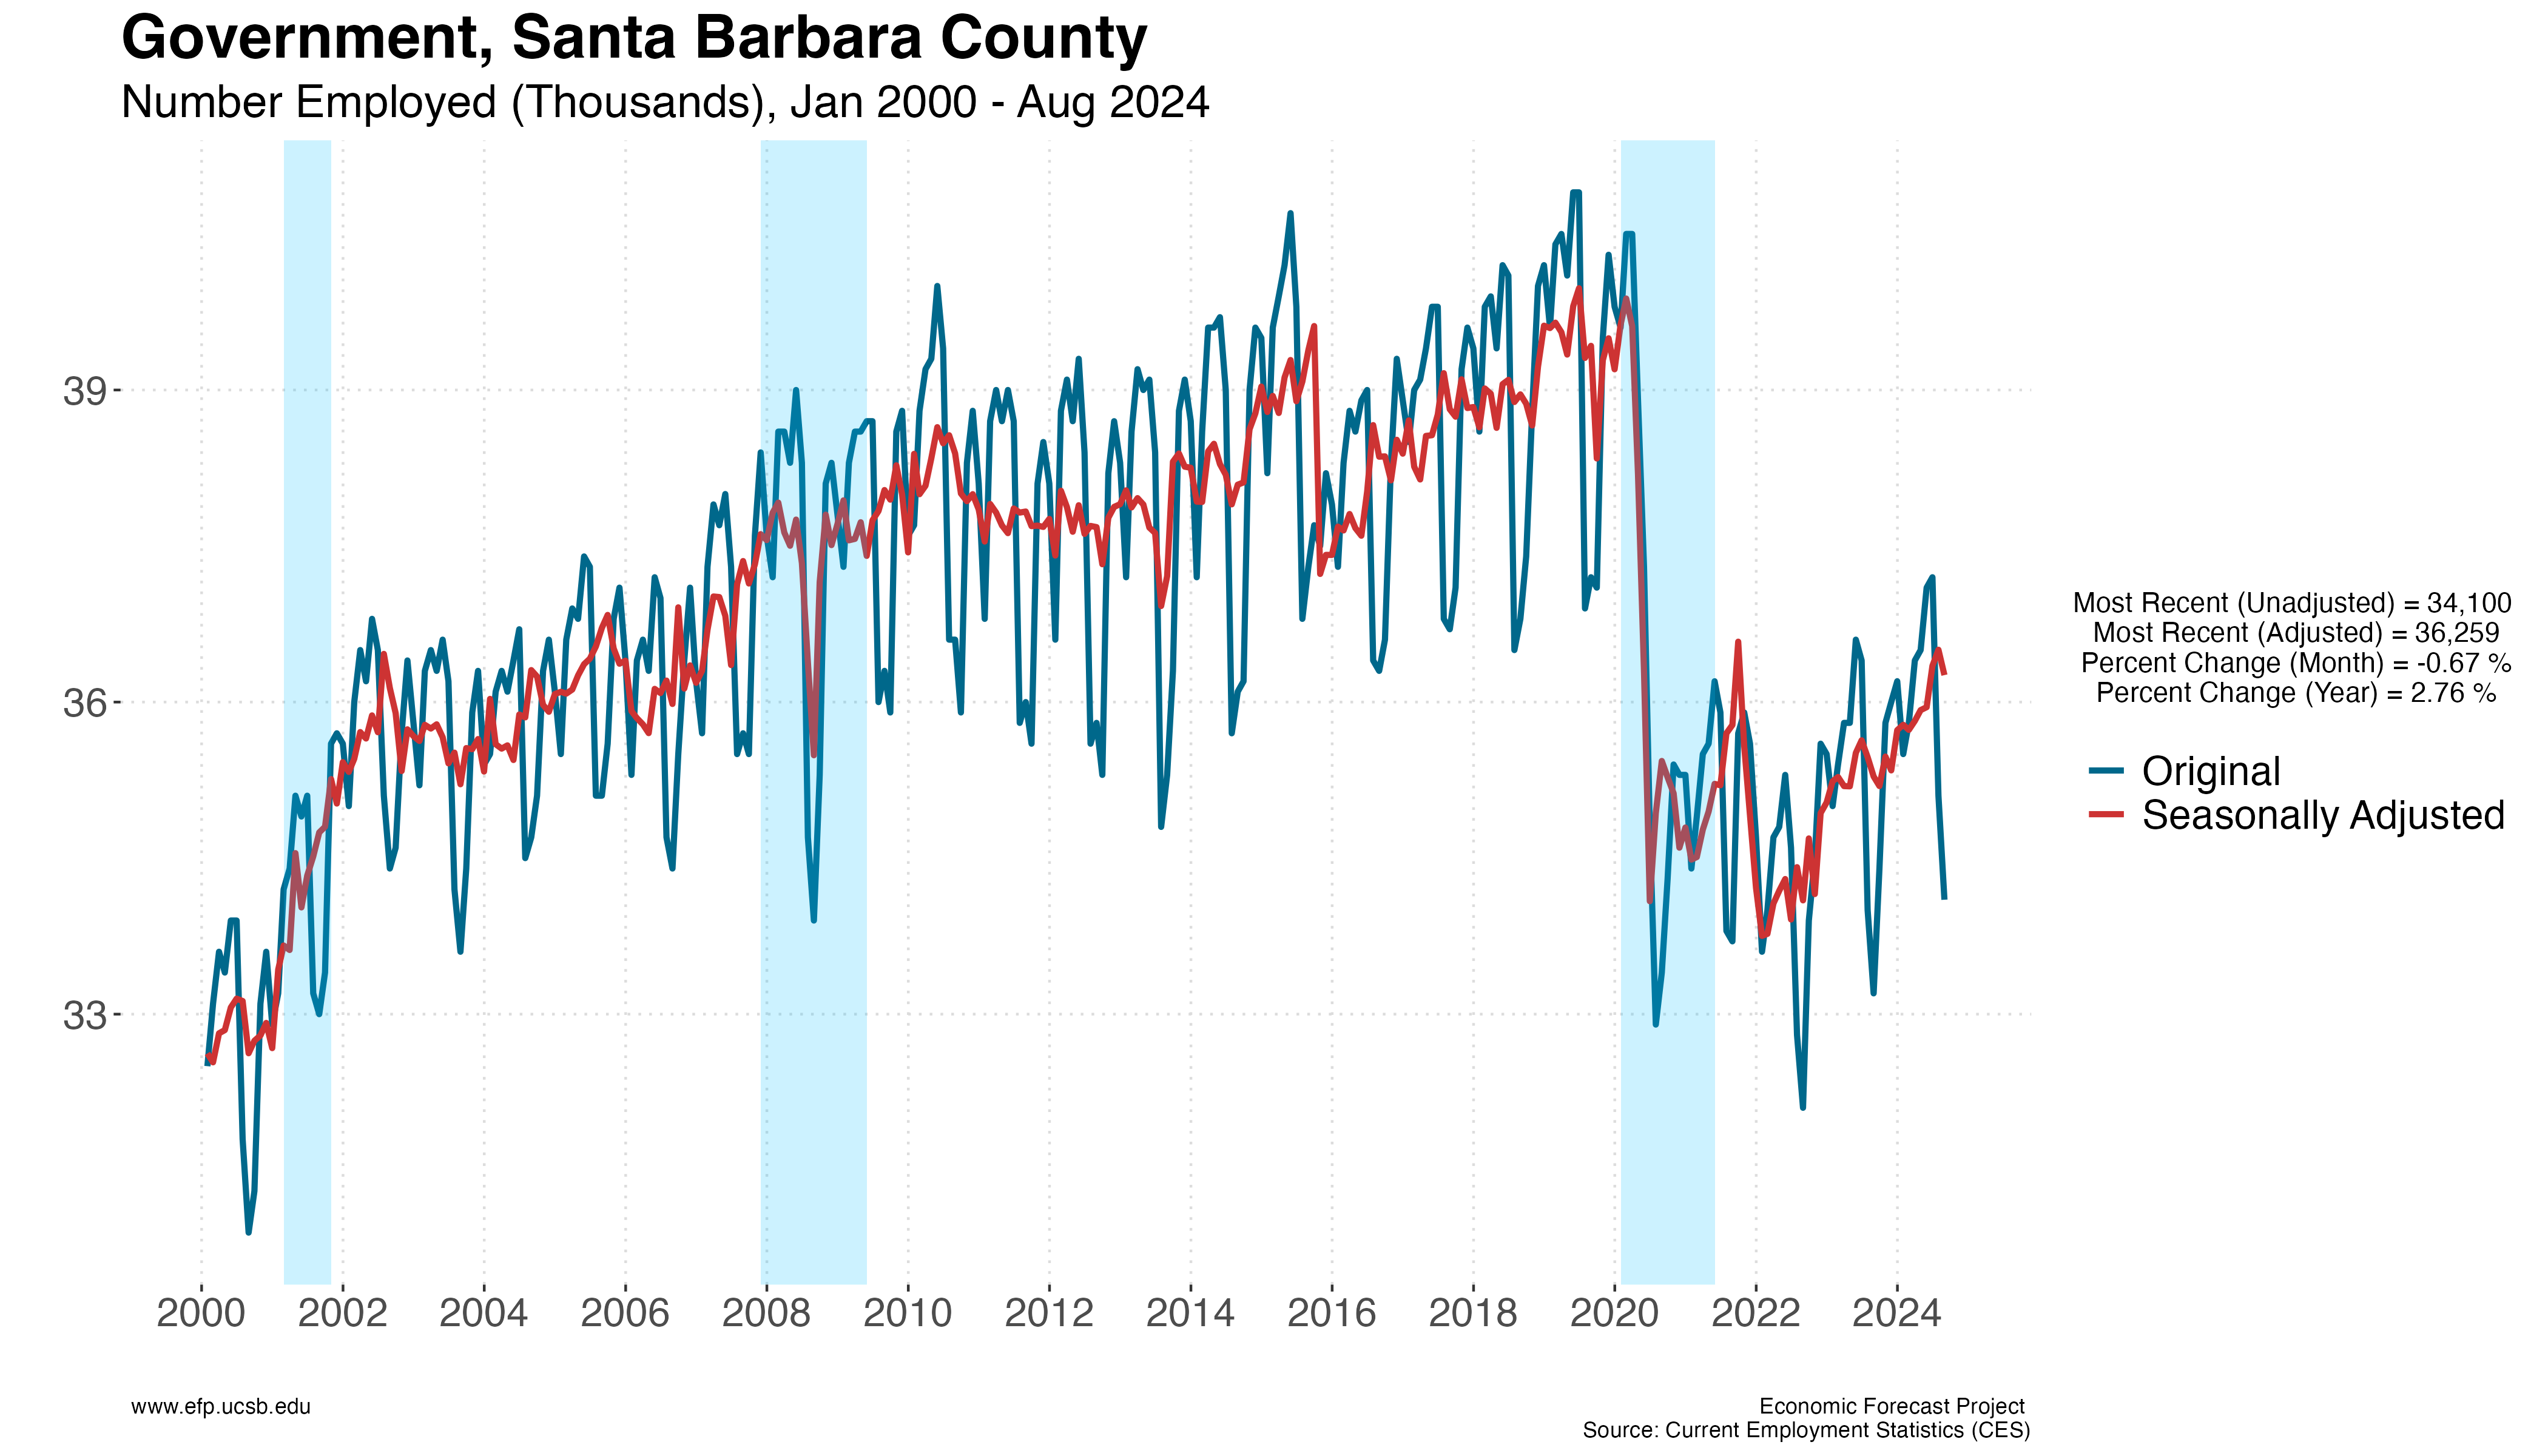 Government, Santa Barbara County
Number Employed (Thousands), Jan 2000 - Aug 2024
39
36
33
2000 2002 2004 2006 2008 2010 2012 2014 2016 2018 2020 2022 2024
Most Recent (Unadjusted) = 34,100
Most Recent (Adjusted) = 36,259
Percent Change (Month) = -0.67 %
Percent Change (Year) = 2.76 %
Original
Seasonally Adjusted
www.efp.ucsb.edu
Economic Forecast Project
Source: Current Employment Statistics (CES)